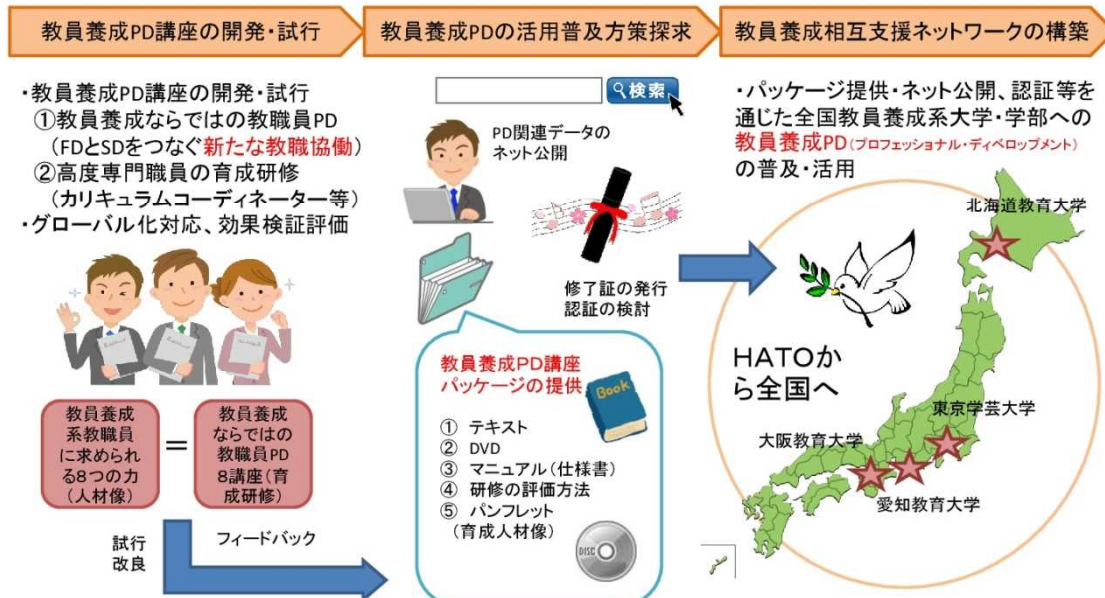 教員養成PD講座の開発・試行
教員養成PDの活用普及方策探求
教員養成相互支援ネットワークの構築
・教員養成PD講座の開発・試行
①教員養成ならではの教職員PD
(FDとSDをつなぐ新たな教職協働)
②高度専門職員の育成研修
(カリキュラムコーディネーター等)
・グローバル化対応、効果検証評価
教員養成
系教職員
に求めら れ
る8つの力
(人材像)
=
教員養成
ならではの
教職員PD
8講座(育
成研修)
試行
改良
フィードバック
検索
PD関連データの
ネット公開
修了証の発行
認証の検討
教員養成PD講座
パッケージの提供
Book
① テキスト
② DVD
③ マニュアル(仕様書)
④ 研修の評価方法
⑤ パンフレット
(育成人材像)
DISC
・パッケージ提供・ネット公開、認証等を
通じた全国教員養成系大学・学部への
教員養成PD(プロフェッショナル・ディベロップメント)
の普及・活用
北海道教育大学
HATOか
ら全国へ
東京学芸大学
大阪教育大学
愛知教育大学